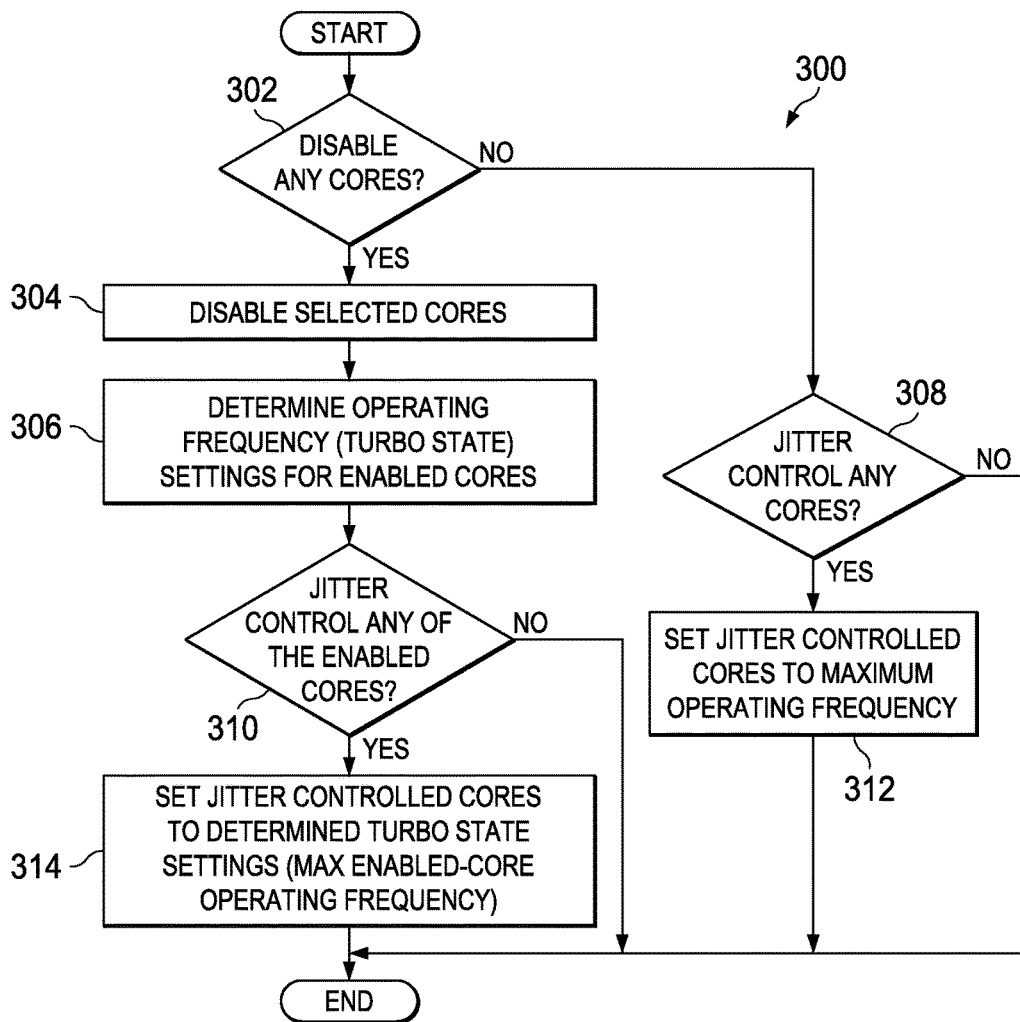 START
300
302
DISABLE
ANY CORES?
NO
YES
304
DISABLE SELECTED CORES
306
DETERMINE OPERATING
FREQUENCY (TURBO STATE)
SETTINGS FOR ENABLED CORES
308
JITTER
CONTROL ANY
CORES?
NO
YES
JITTER
CONTROL ANY OF
THE ENABLED
CORES?
NO
310
YES
SET JITTER CONTROLLED
CORES TO MAXIMUM
OPERATING FREQUENCY
312
314
SET JITTER CONTROLLED CORES
TO DETERMINED TURBO STATE
SETTINGS (MAX ENABLED-CORE
OPERATING FREQUENCY)
END